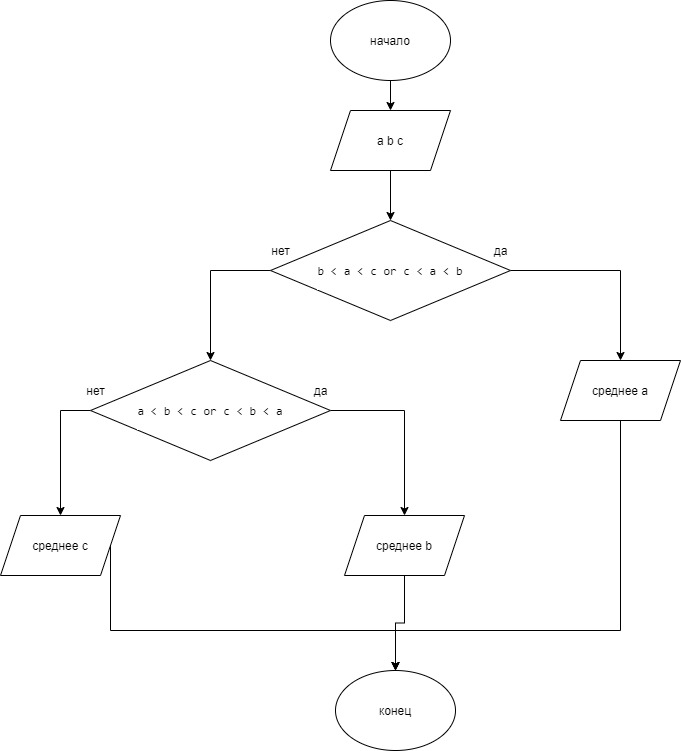 начало
a b c
нет
да
b < a < c or c < a < b
нет
да
среднее a
a < b < c or c < b < a
среднее c
среднее b
конец